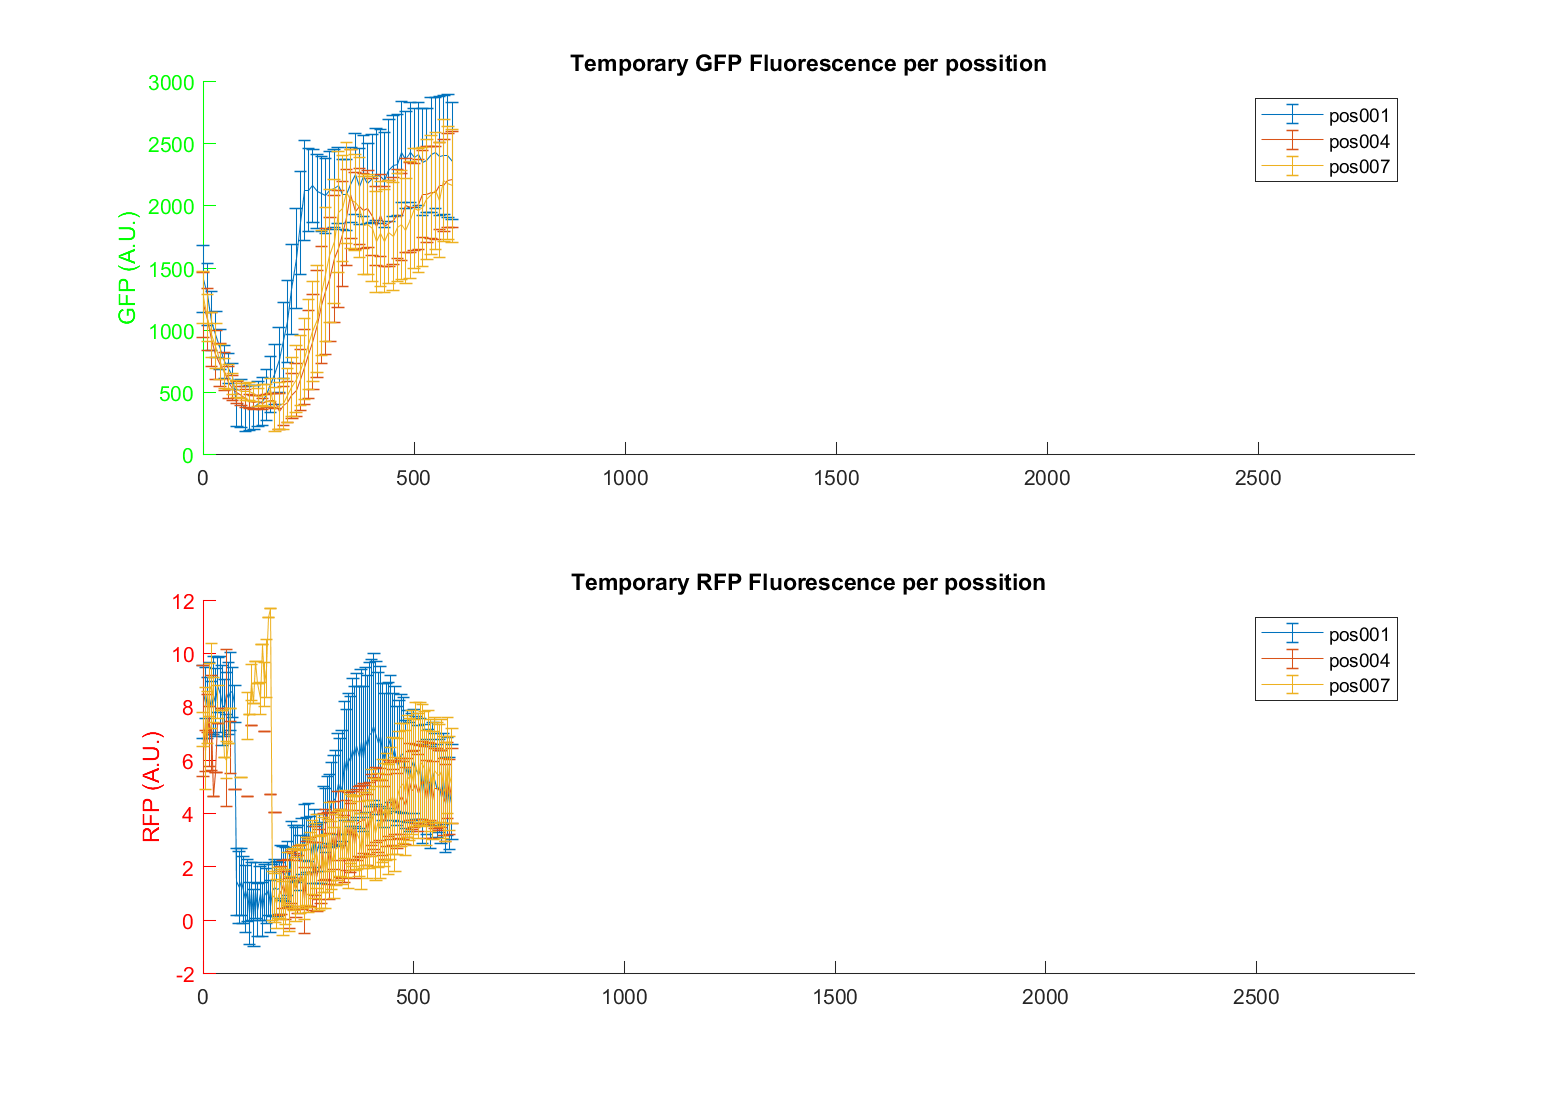 Temporary GFP Fluorescence per possition
3000
2500
2000
1500
1000
500
0
GFP (A.U.)
0 500 1000 1500 2000 2500
pos001
pos004
pos007
Temporary RFP Fluorescence per possition
12
10
8
6
4
2
0
-2
RFP (A.U.)
0 500 1000 1500 2000 2500
pos001
pos004
pos007